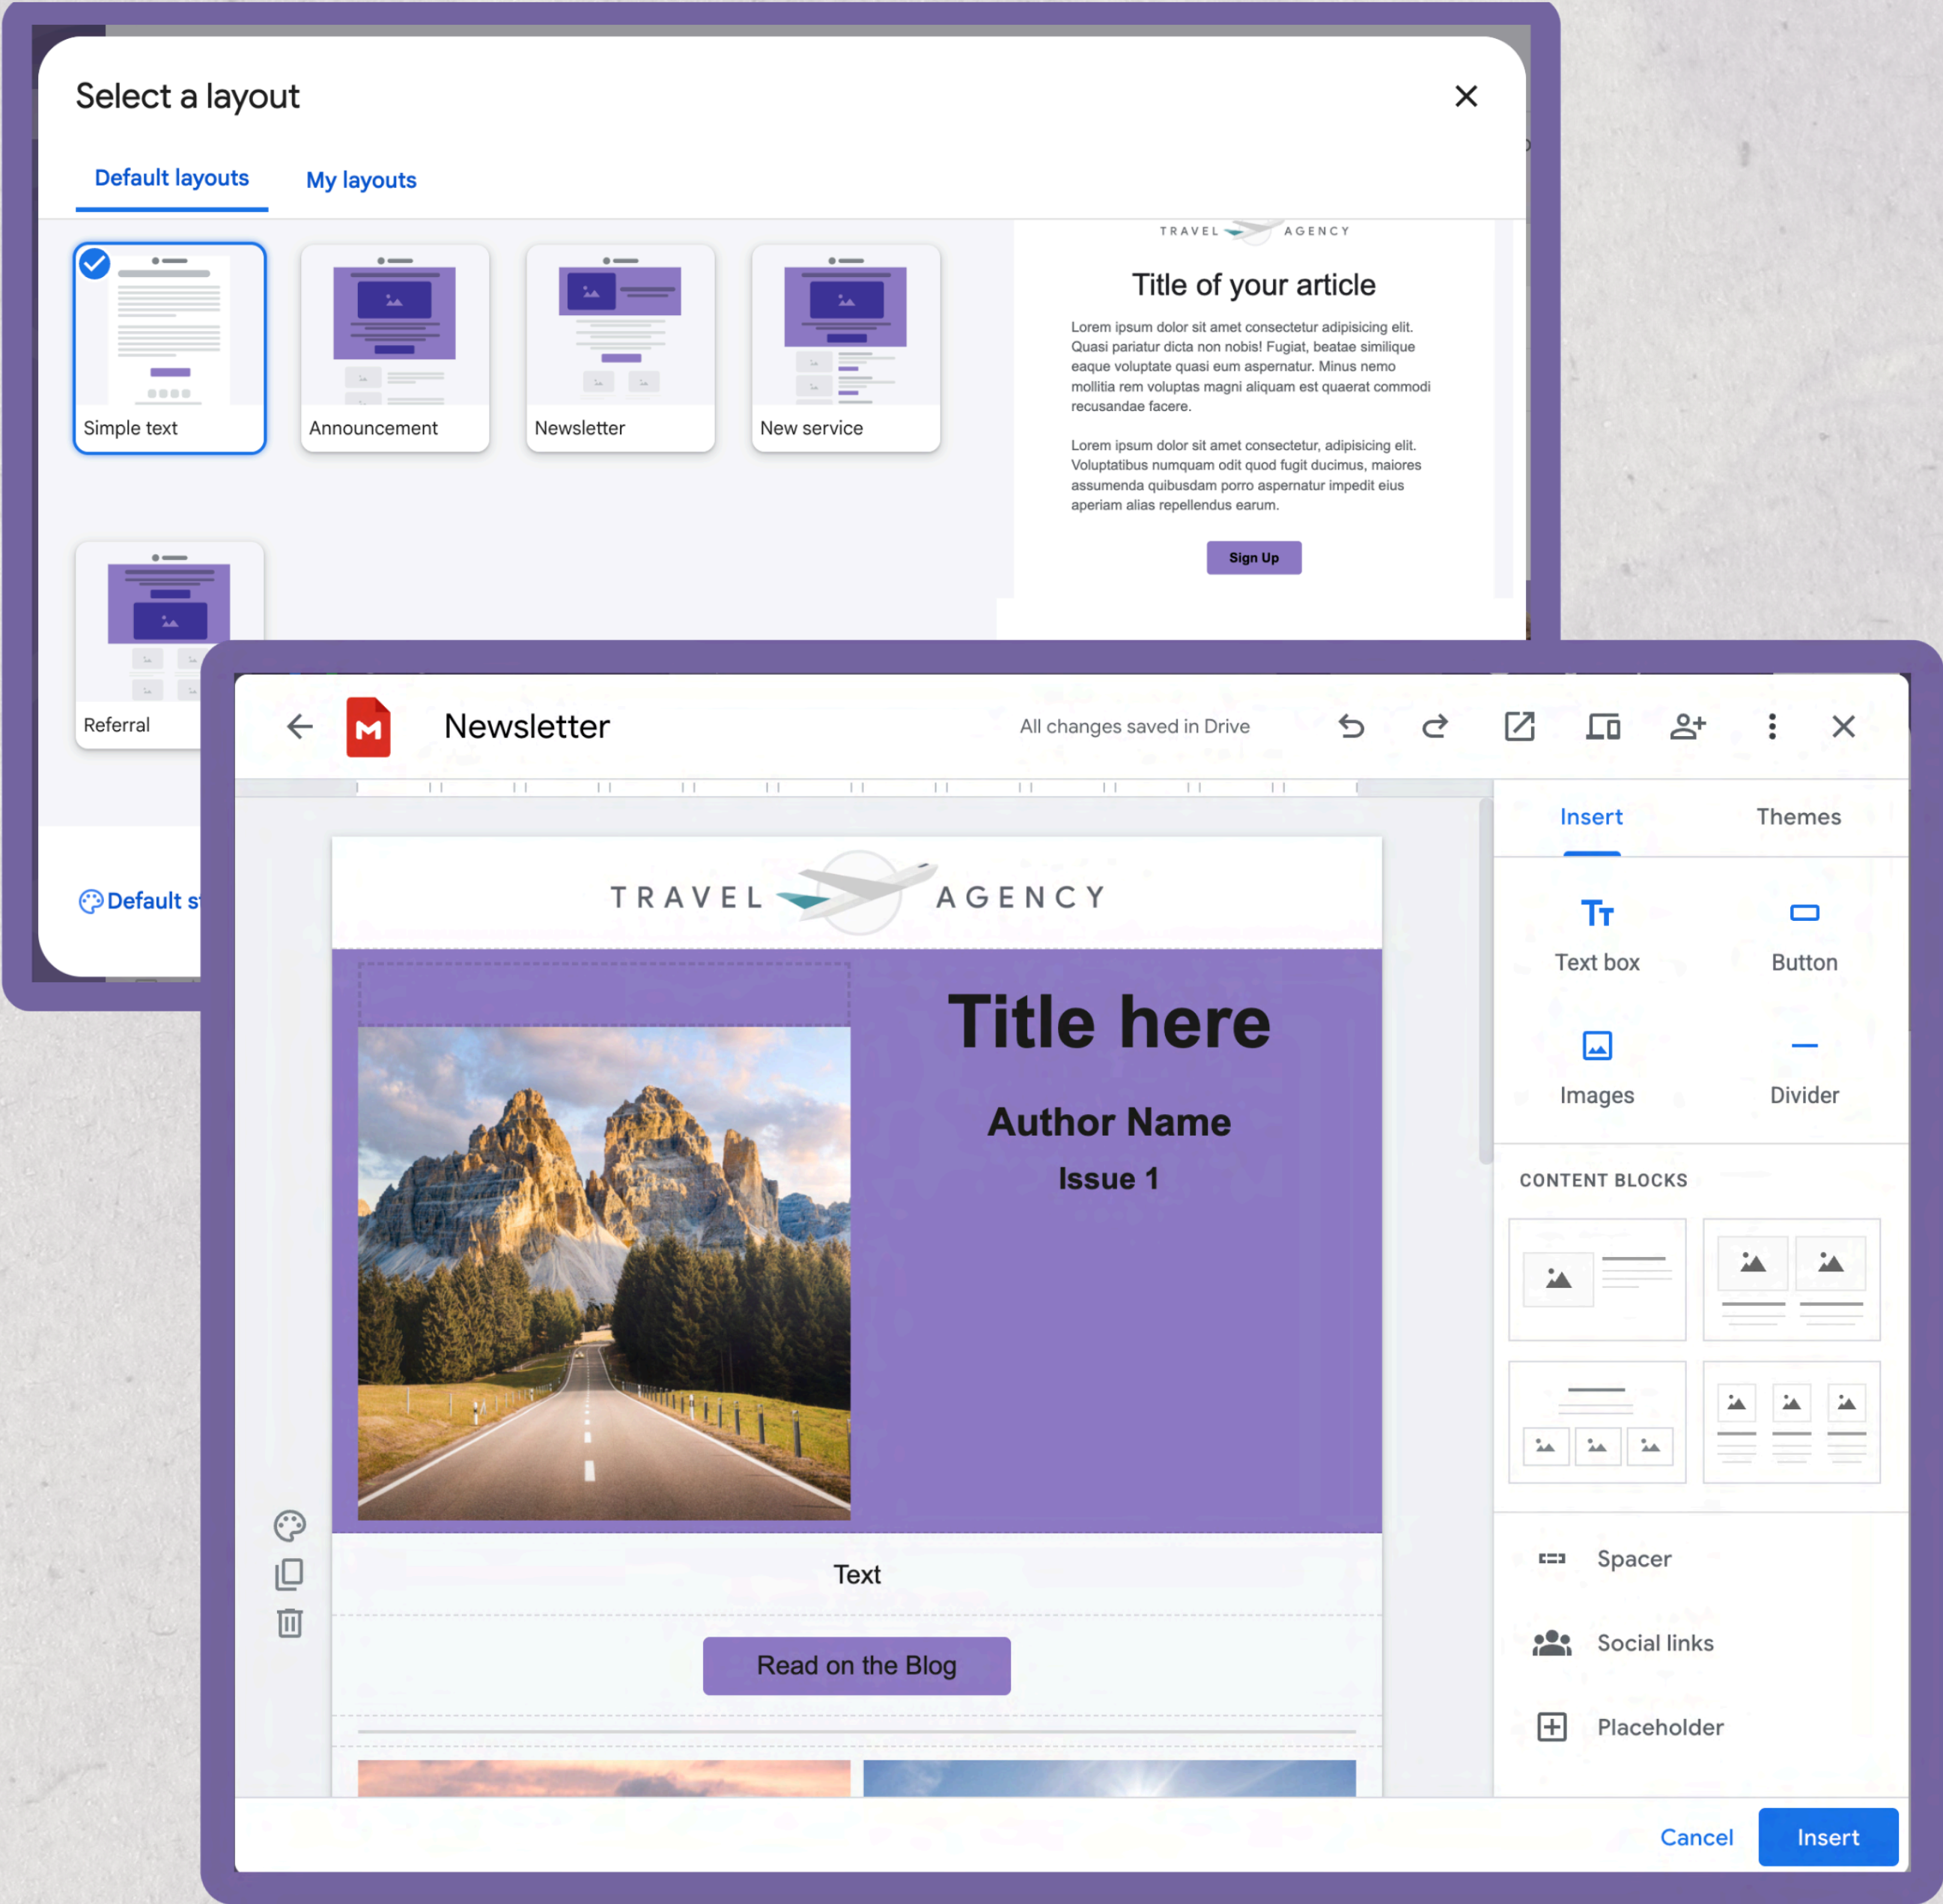 Select a layout
Default layouts
My layouts
Simple text
Announcement
Newsletter
New service
Referral
TRAVEL AGENCY
Title of your article
Lorem ipsum dolor sit amet consectetur adipisicing elit.
Quasi pariatur dicta non nobis! Fugiat, beatae similique
eaque voluptate quasi eum aspernatur. Minus nemo
mollitia rem voluptas magni aliquam est quaerat commodi
recusandae facere.
Lorem ipsum dolor sit amet consectetur, adipisicing elit.
Voluptatibus numquam odit quod fugit ducimus, maiores
assumenda quibusdam porro aspernatur impedit eius
aperiam alias repellendus earum.
Sign Up
Default
Newsletter
All changes saved in Drive
TRAVEL AGENCY
Title here
Author Name
Issue 1
Text
Read on the Blog
Insert
Themes
Text box
Button
Images
Divider
CONTENT BLOCKS
Spacer
Social links
Placeholder
Cancel
Insert